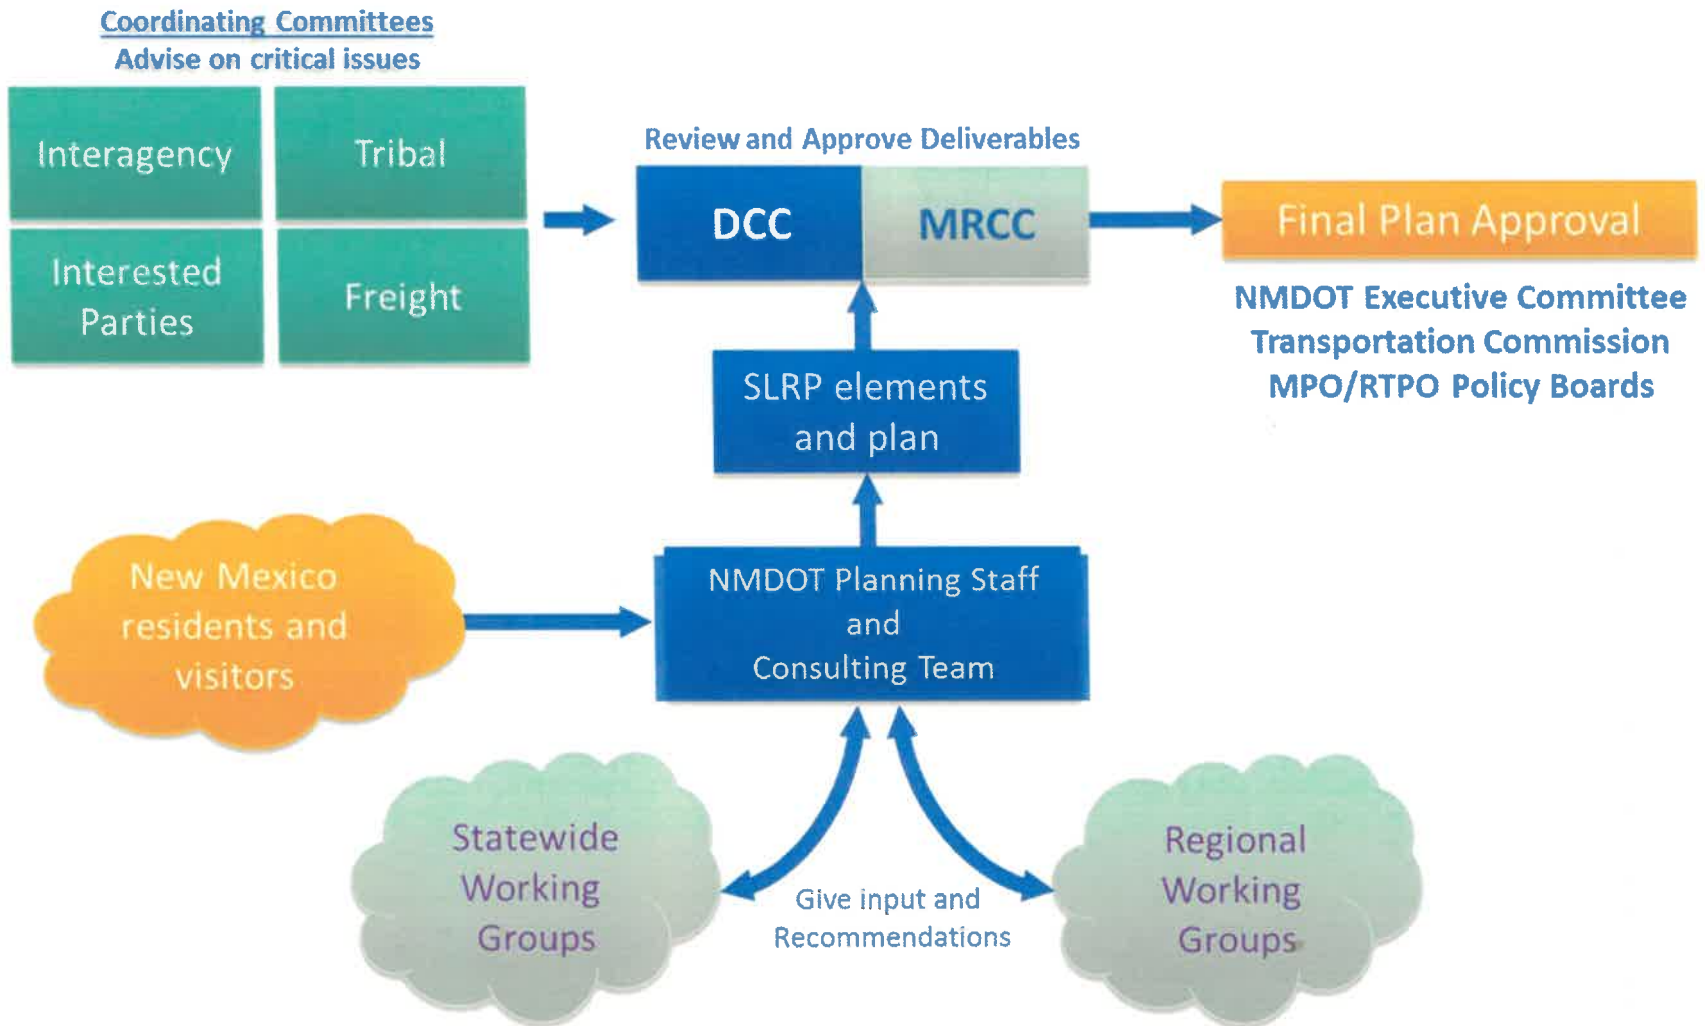 Coordinating Committees
Advise on critical issues
Interagency
Tribal
Interested
Parties
Freight
Review and Approve Deliverables
DCC
MRCC
Final Plan Approval
NMDOT Executive Committee
Transportation Commission
MPO/RTPO Policy Boards
SLRP elements
and plan
New Mexico
residents and
visitors
NMDOT Planning Staff
and
Consulting Team
Statewide
Working
Groups
Give input and
Recommendations
Regional
Working
Groups